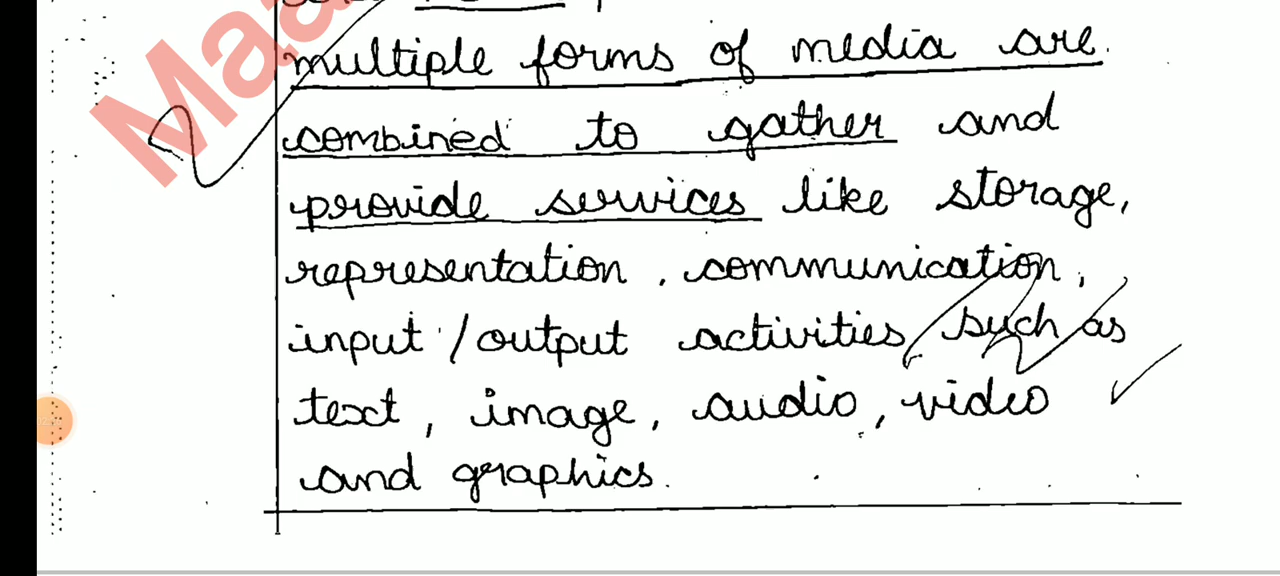 multiple forms of media are
combined to gather and
provide services like storage,
representation, communication,
input/output activities, such as
text, image, audio, video
and graphics.